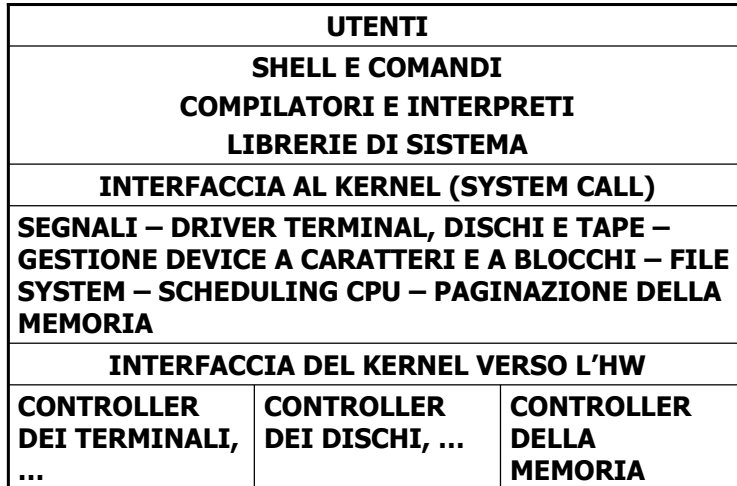 UTENTI
SHELL E COMANDI
COMPILATORI E INTERPRETI
LIBRERIE DI SISTEMA
INTERFACCIA AL KERNEL (SYSTEM CALL)
SEGNALI – DRIVER TERMINAL, DISCHI E TAPE –
GESTIONE DEVICE A CARATTERI E A BLOCCHI – FILE
SYSTEM – SCHEDULING CPU – PAGINAZIONE DELLA
MEMORIA
INTERFACCIA DEL KERNEL VERSO L’HW
CONTROLLER
DEI TERMINALI,
…
CONTROLLER
DEI DISCHI, …
CONTROLLER
DELLA
MEMORIA